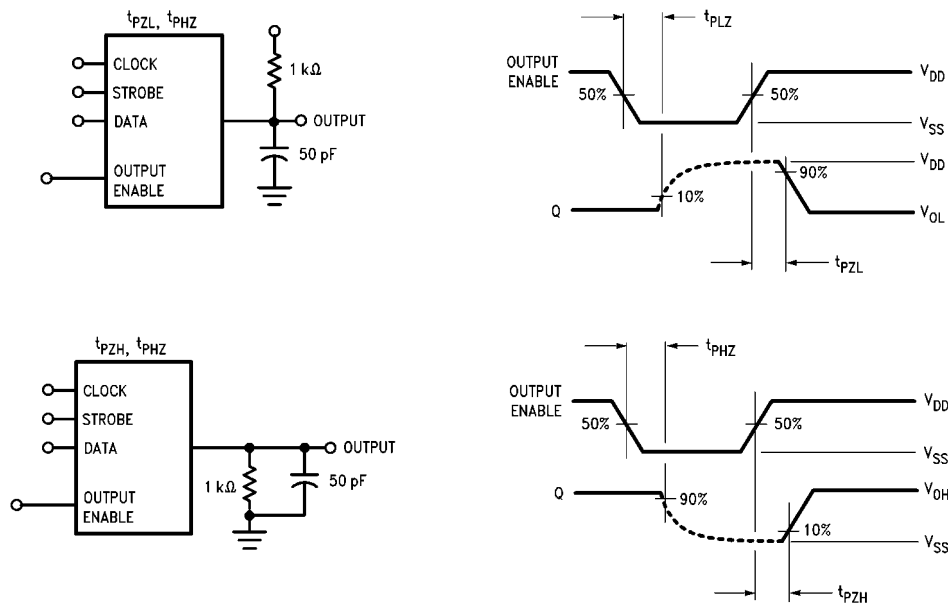 tPZL, tPHZ
CLOCK
STROBE
DATA
OUTPUT
ENABLE
1 kΩ
OUTPUT
50 pF
tPLZ
OUTPUT
ENABLE
50%
50%
VDD
VSS
VDD
90%
10%
Q
VOL
tPZL
tPZH, tPHZ
CLOCK
STROBE
DATA
OUTPUT
ENABLE
OUTPUT
1 kΩ
50 pF
tPHZ
OUTPUT
ENABLE
50%
50%
VDD
VSS
Q
90%
VOH
10%
VSS
tPZH